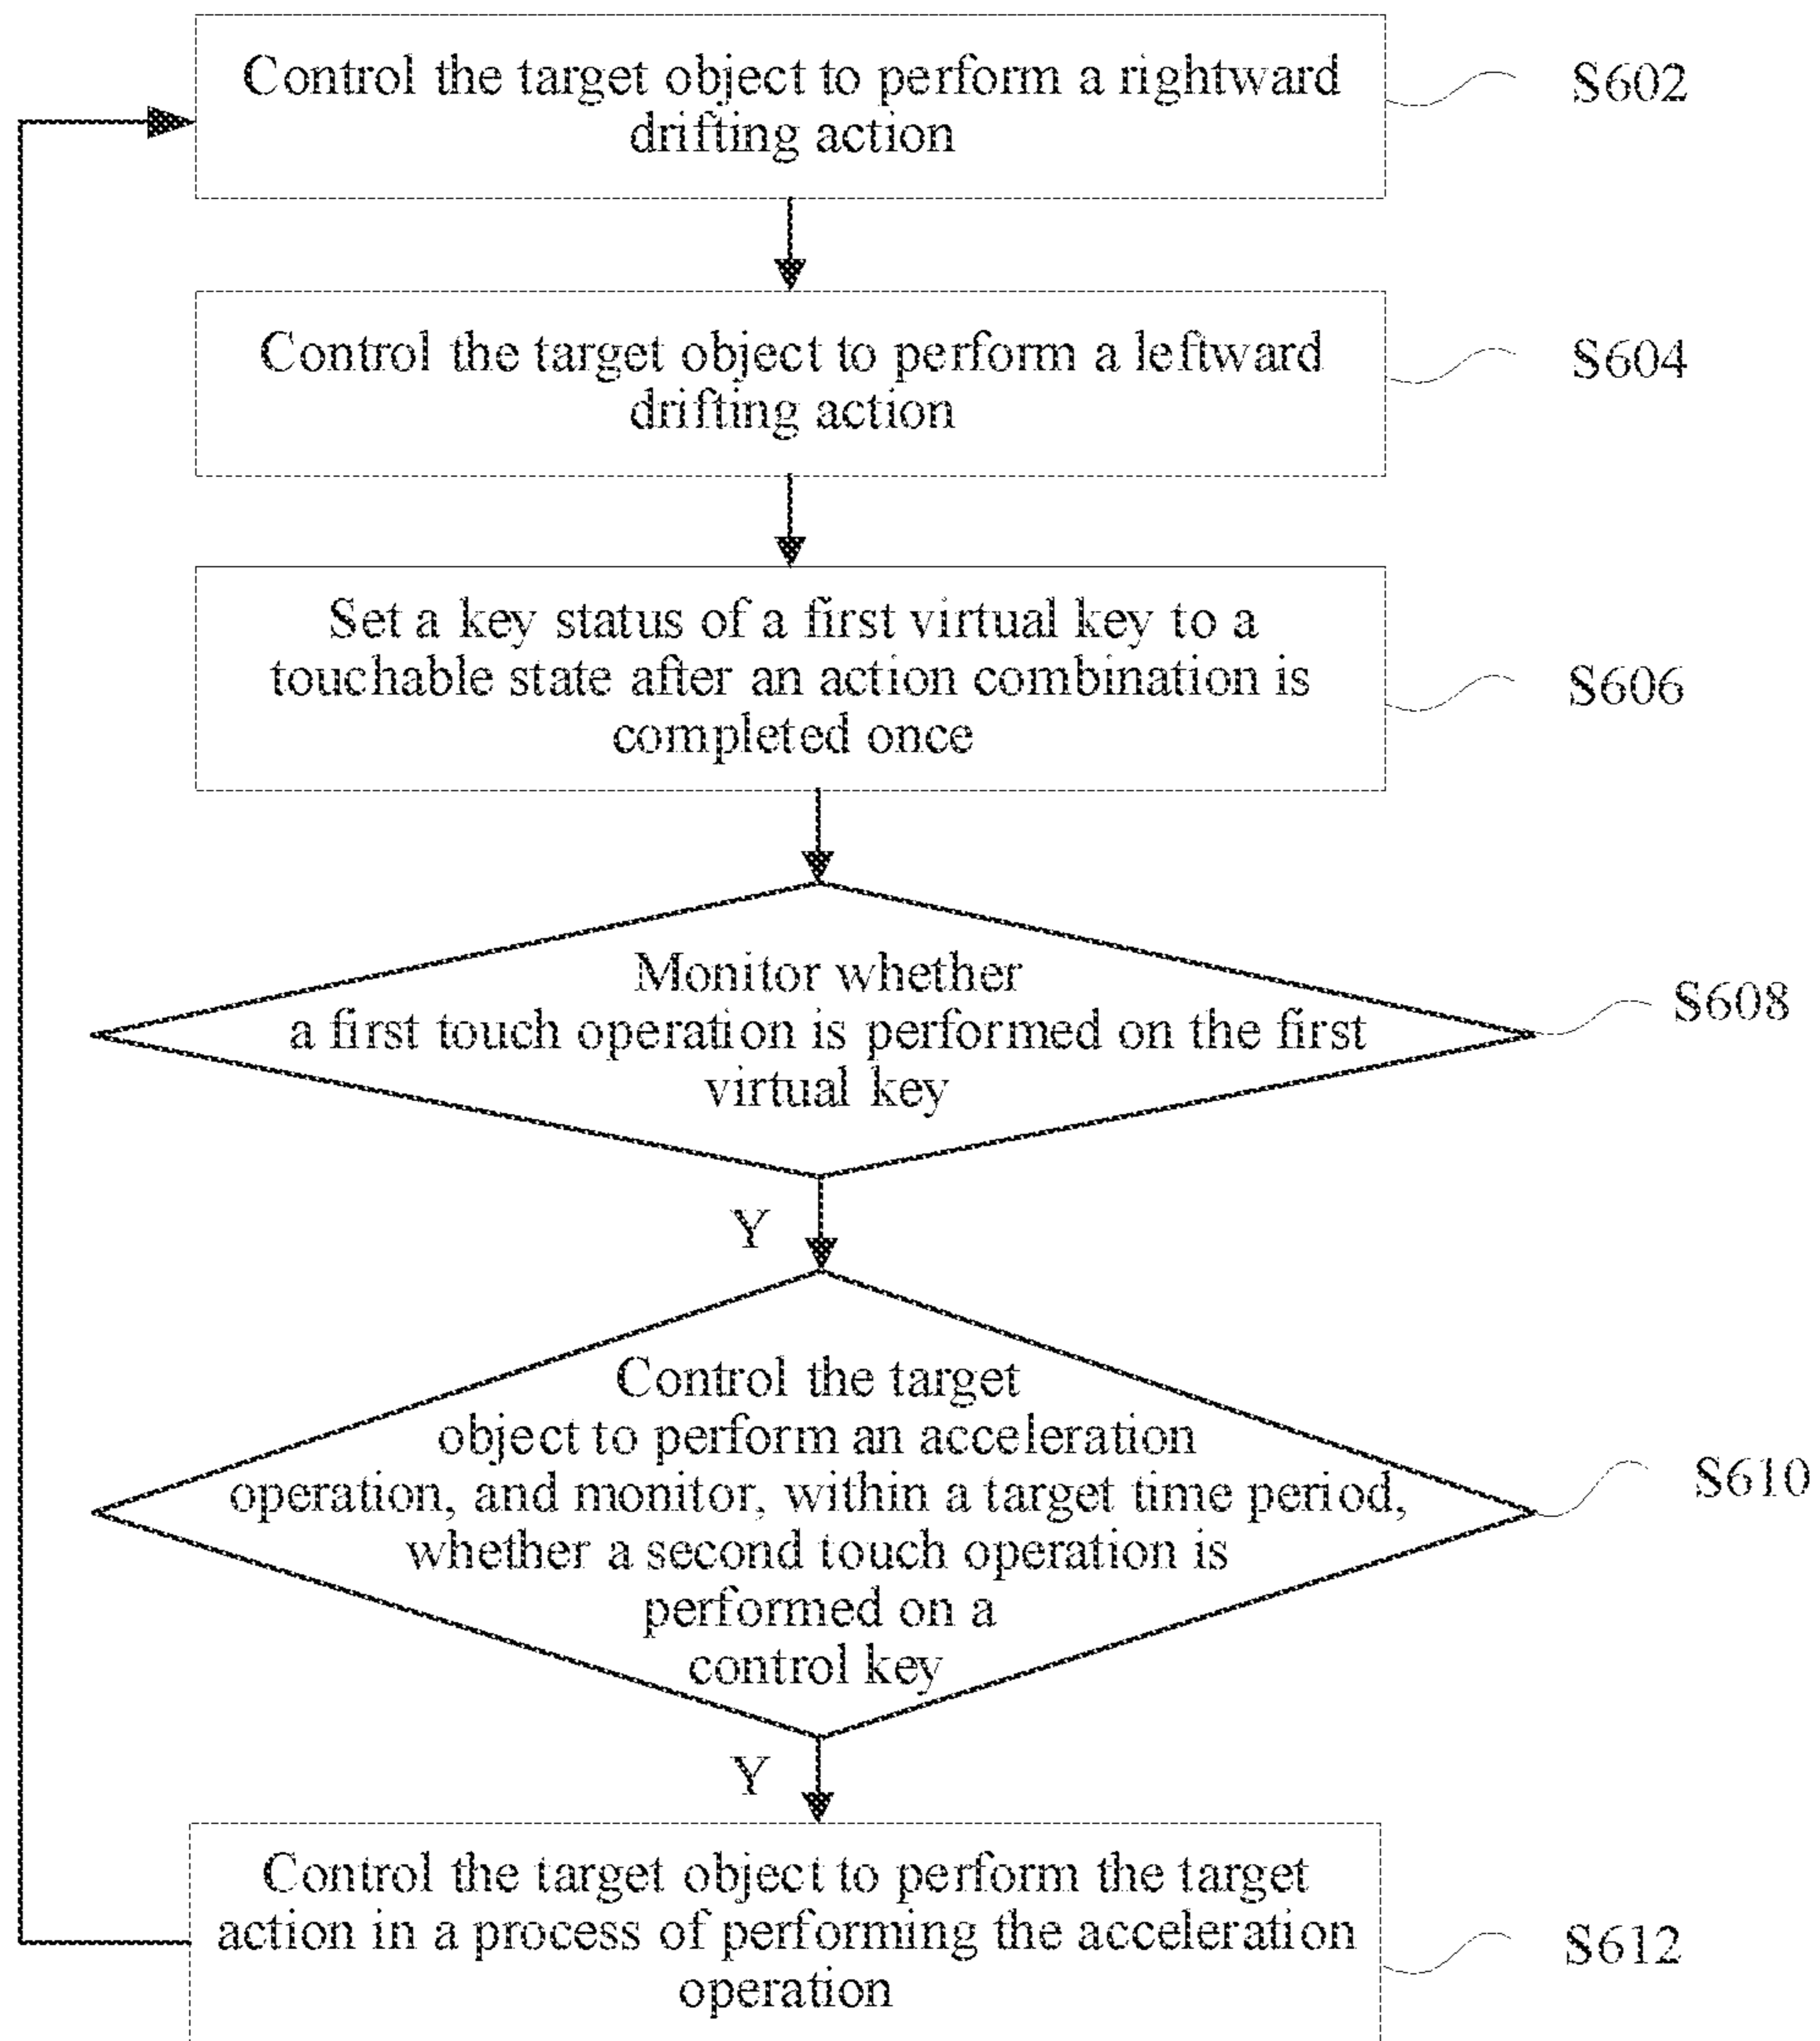 Control the target object to perform a rightward
drifting action
S602
Control the target object to perform a leftward
drifting action
S604
Set a key status of a first virtual key to a
touchable state after an action combination is
completed once
S606
Monitor whether
a first touch operation is performed on the first
virtual key
S608
Y
Control the target
object to perform an acceleration
operation, and monitor, within a target time period,
whether a second touch operation is
performed on a
control key
S610
Y
Control the target object to perform the target
action in a process of performing the acceleration
operation
S612